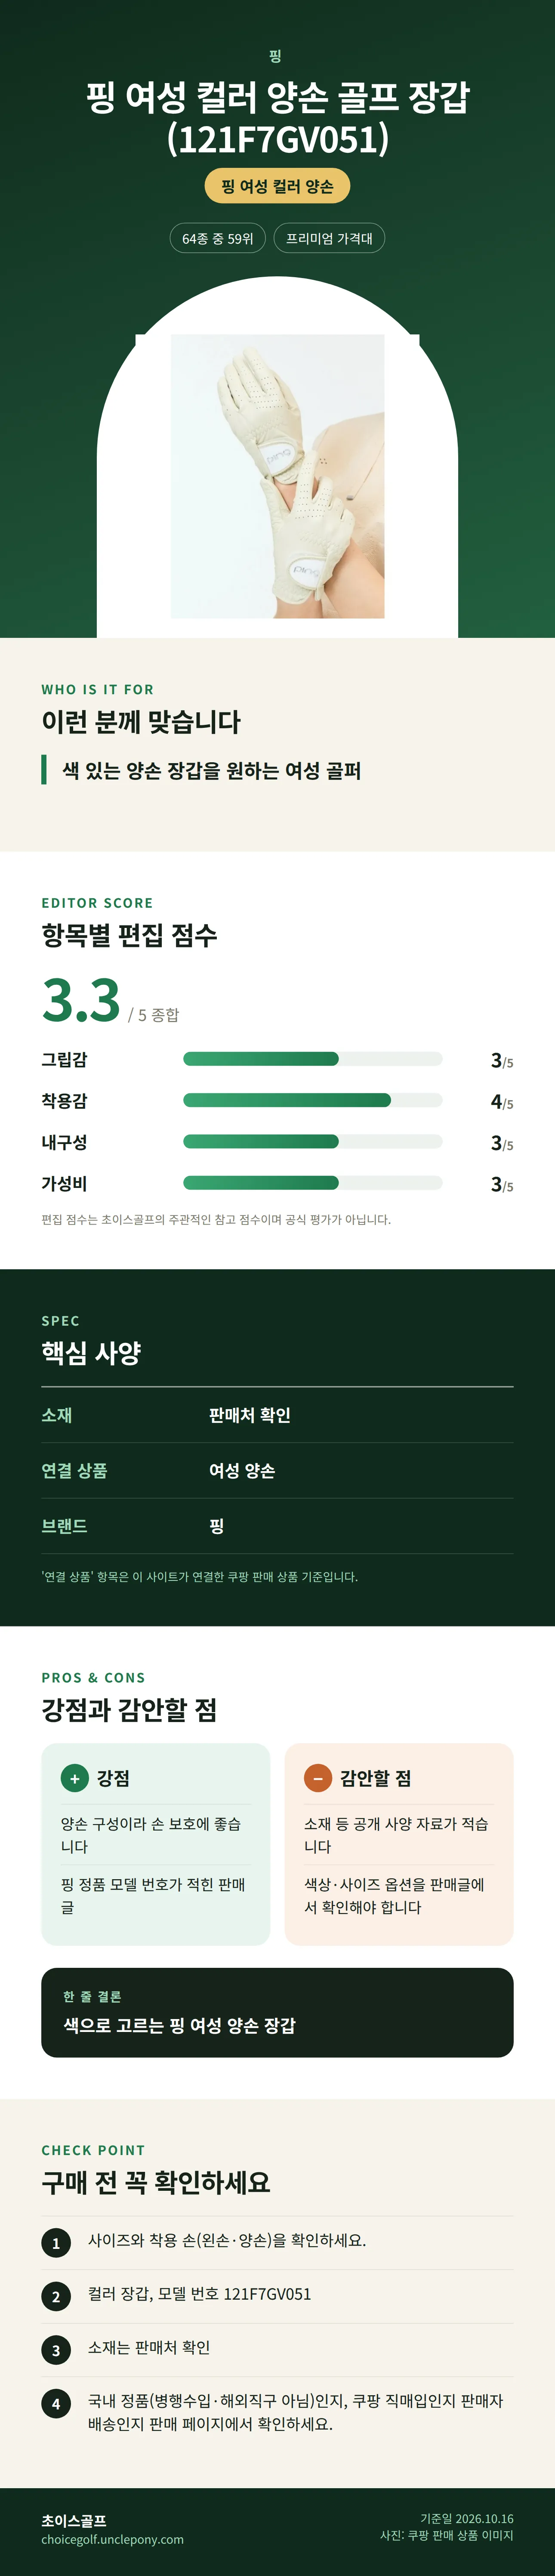 핑
핑 여성 컬러 양손 골프 장갑
(121F7GV051)
핑 여성 컬러 양손
64종 중 59위
프리미엄 가격대
PING
PING
WHO IS IT FOR
이런 분께 맞습니다
색 있는 양손 장갑을 원하는 여성 골퍼
EDITOR SCORE
항목별 편집 점수
3.3 / 5 종합
그립감 3/5
착용감 4/5
내구성 3/5
가성비 3/5
편집 점수는 초이스골프의 주관적인 참고 점수이며 공식 평가가 아닙니다.
SPEC
핵심 사양
소재 판매처 확인
연결 상품 여성 양손
브랜드 핑
'연결 상품' 항목은 이 사이트가 연결한 쿠팡 판매 상품 기준입니다.
PROS & CONS
강점과 감안할 점
+ 강점
양손 구성이라 손 보호에 좋습
니다
핑 정품 모델 번호가 적힌 판매
글
− 감안할 점
소재 등 공개 사양 자료가 적습
니다
색상·사이즈 옵션을 판매글에
서 확인해야 합니다
한 줄 결론
색으로 고르는 핑 여성 양손 장갑
CHECK POINT
구매 전 꼭 확인하세요
1 사이즈와 착용 손(왼손·양손)을 확인하세요.
2 컬러 장갑, 모델 번호 121F7GV051
3 소재는 판매처 확인
4 국내 정품(병행수입·해외직구 아님)인지, 쿠팡 직매입인지 판매자
배송인지 판매 페이지에서 확인하세요.
초이스골프
choicegolf.unclepony.com
기준일 2026.10.16
사진: 쿠팡 판매 상품 이미지